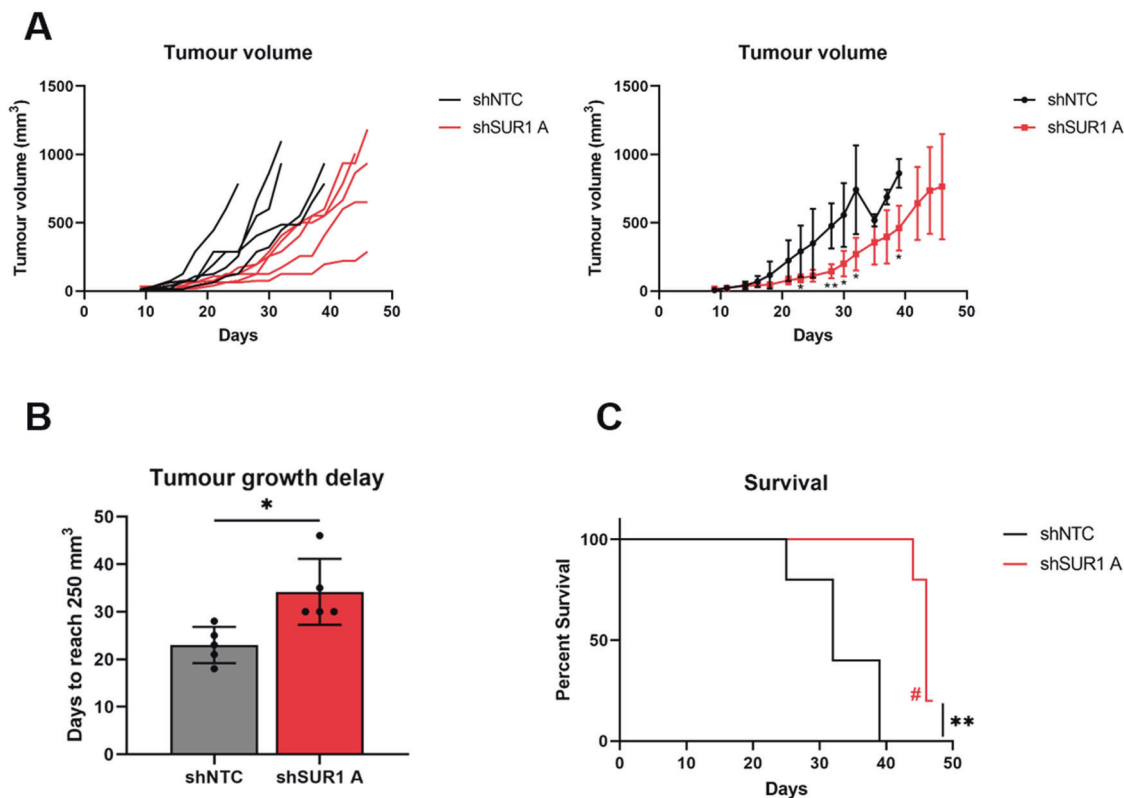 A
Tumour volume
Tumour volume (mm³)
1500
1000
500
0
0 10 20 30 40 50
Days
shNTC
shSUR1 A
Tumour volume
Tumour volume (mm³)
1500
1000
500
0
* ** * * *
0 10 20 30 40 50
Days
shNTC
shSUR1 A
B
Tumour growth delay
Days to reach 250 mm³
50
40
30
20
10
0
*
shNTC shSUR1 A
C
Survival
Percent Survival
100
50
0
#
**
0 10 20 30 40 50
Days
shNTC
shSUR1 A